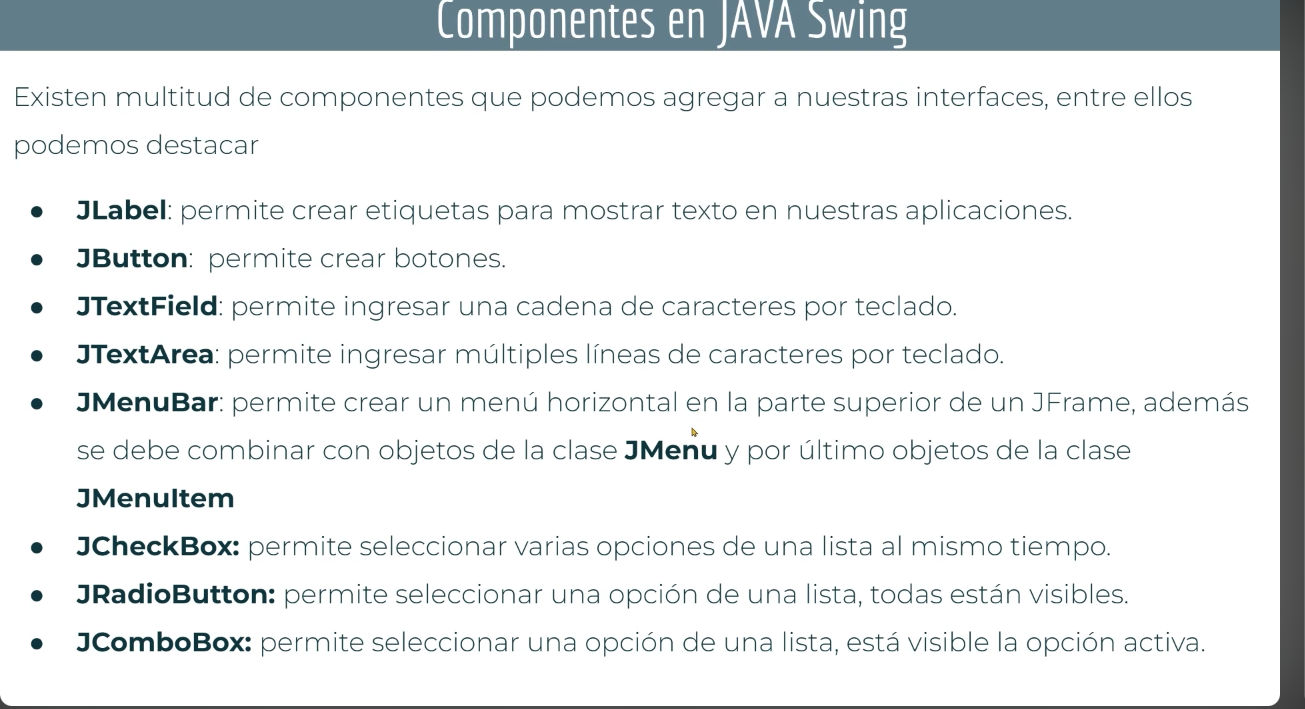 Componentes en JAVA Swing
Existen multitud de componentes que podemos agregar a nuestras interfaces, entre ellos
podemos destacar
● JLabel: permite crear etiquetas para mostrar texto en nuestras aplicaciones.
● JButton:  permite crear botones.
● JTextField: permite ingresar una cadena de caracteres por teclado.
● JTextArea: permite ingresar múltiples líneas de caracteres por teclado.
● JMenuBar: permite crear un menú horizontal en la parte superior de un JFrame, además
se debe combinar con objetos de la clase JMenu y por último objetos de la clase
JMenuItem
● JCheckBox: permite seleccionar varias opciones de una lista al mismo tiempo.
● JRadioButton: permite seleccionar una opción de una lista, todas están visibles.
● JComboBox: permite seleccionar una opción de una lista, está visible la opción activa.